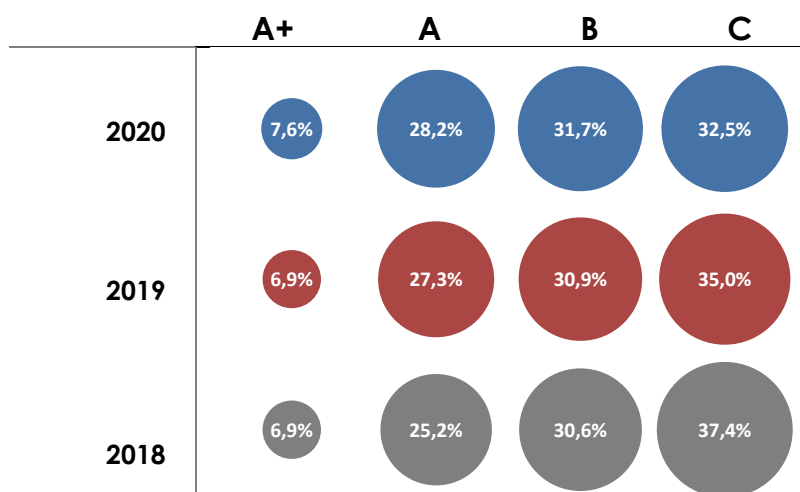 A+ A B C
2020 7,6% 28,2% 31,7% 32,5%
2019 6,9% 27,3% 30,9% 35,0%
2018 6,9% 25,2% 30,6% 37,4%